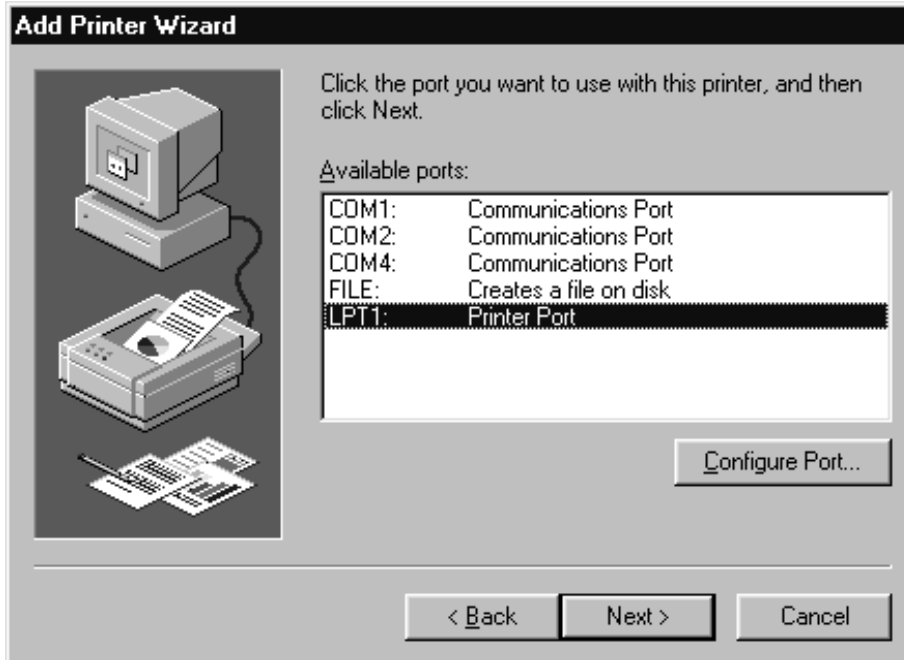 Add Printer Wizard
Click the port you want to use with this printer, and then
click Next.
Available ports:
COM1: Communications Port
COM2: Communications Port
COM4: Communications Port
FILE: Creates a file on disk
LPT1: Printer Port
Configure Port...
< Back Next > Cancel